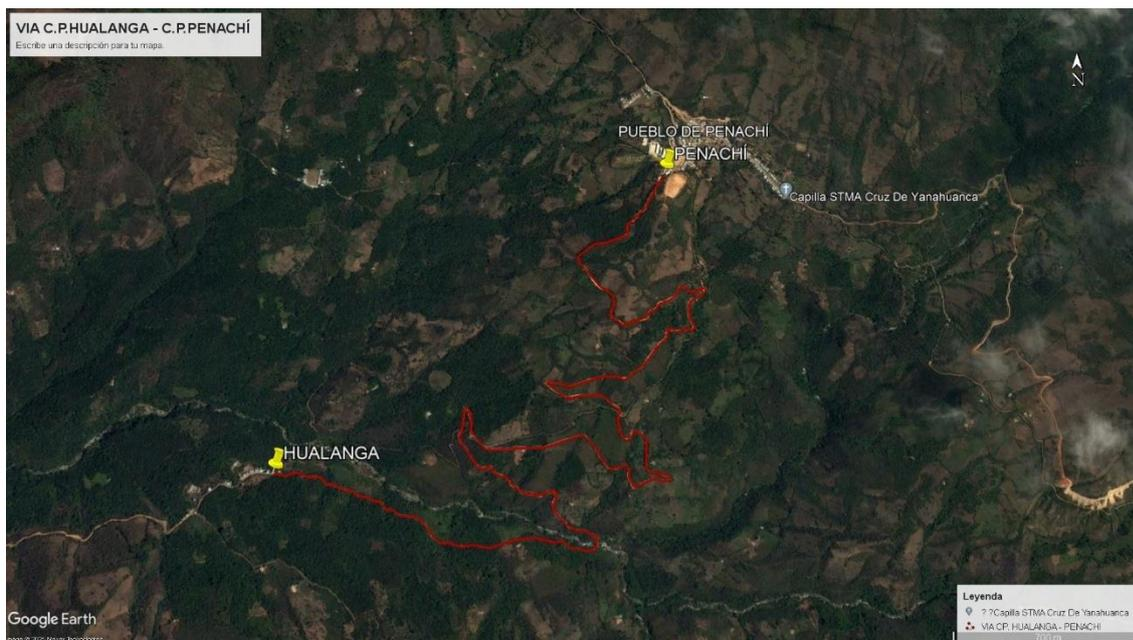 VIA C.P.HUALANGA - C.P.PENACHÍ
Escribe una descripción para tu mapa.
N
PUEBLO DE PENACHÍ
PENACHÍ
Capilla STMA Cruz De Yanahuanca
HUALANGA
Leyenda
? ?Capilla STMA Cruz De Yanahuanca
VIA CP. HUALANGA - PENACHI
Google Earth
700 m